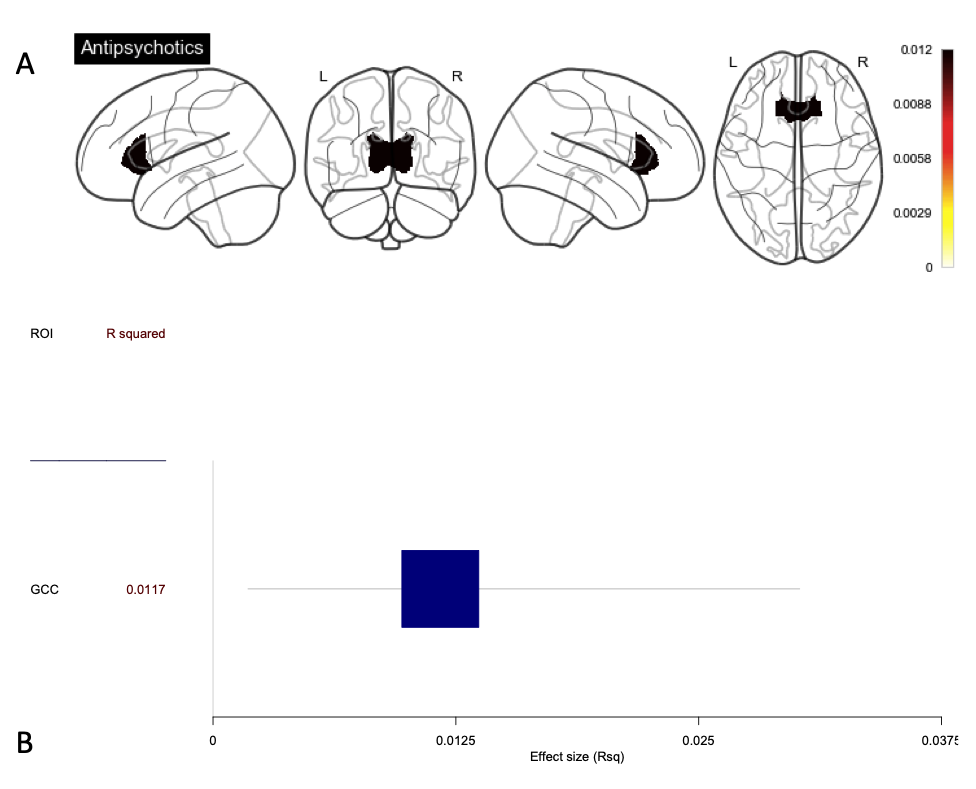 A
Antipsychotics
L R
L R
0.012
0.0088
0.0058
0.0029
0
ROI R squared
GCC 0.0117
B
0 0.0125 0.025 0.0375
Effect size (Rsq)